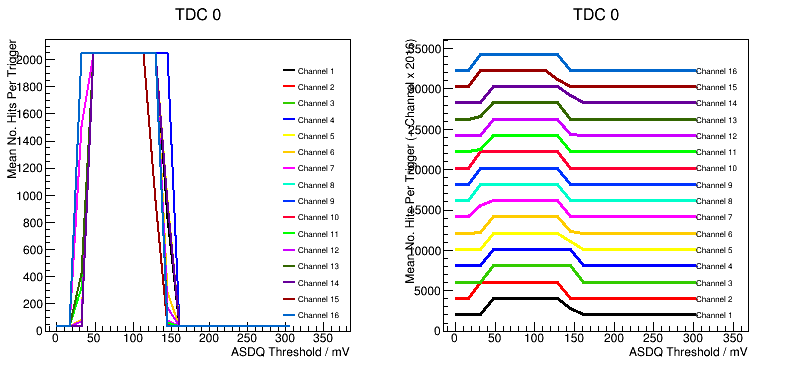 TDC 0
Mean No. Hits Per Trigger
2000
1800
1600
1400
1200
1000
800
600
400
200
0
0 50 100 150 200 250 300 350
ASDQ Threshold / mV
Channel 1
Channel 2
Channel 3
Channel 4
Channel 5
Channel 6
Channel 7
Channel 8
Channel 9
Channel 10
Channel 11
Channel 12
Channel 13
Channel 14
Channel 15
Channel 16
TDC 0
Mean No. Hits Per Trigger (+ Channel x 2016)
35000
30000
25000
20000
15000
10000
5000
0
0 50 100 150 200 250 300 350
ASDQ Threshold / mV
Channel 16
Channel 15
Channel 14
Channel 13
Channel 12
Channel 11
Channel 10
Channel 9
Channel 8
Channel 7
Channel 6
Channel 5
Channel 4
Channel 3
Channel 2
Channel 1